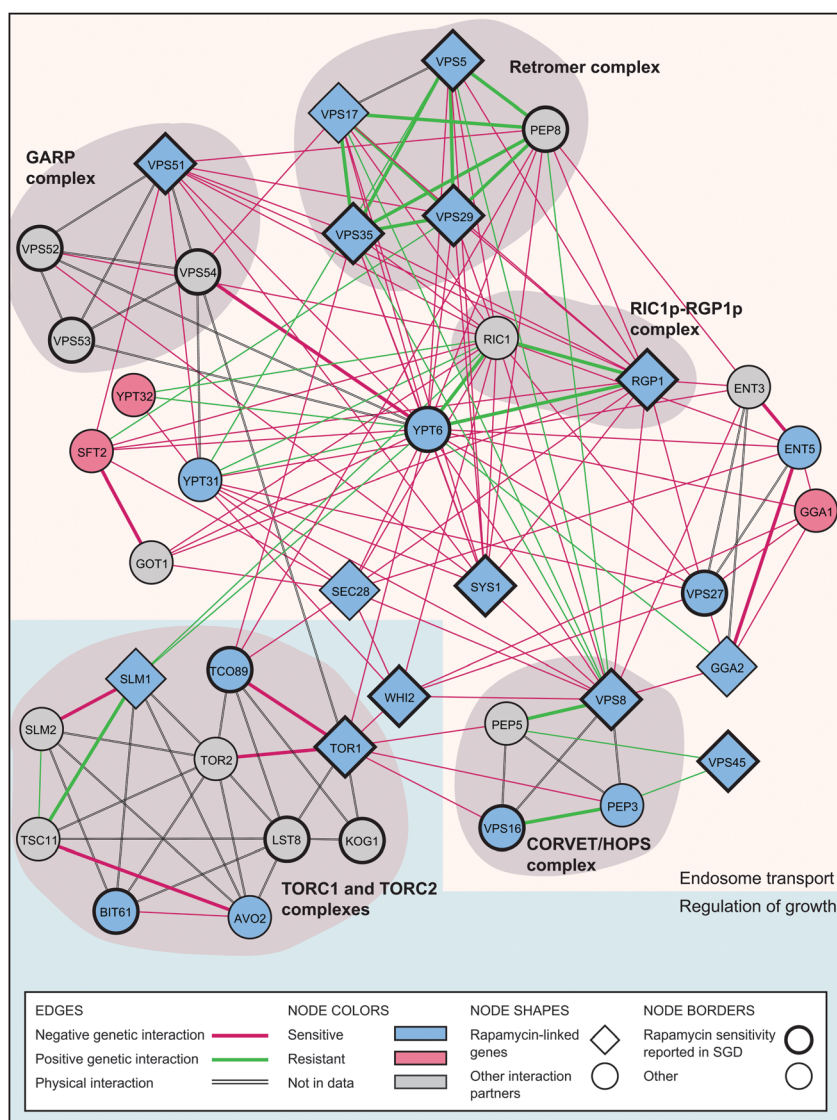 VPS5
Retromer complex
VPS17
PEP8
GARP
complex
VPS51
VPS29
VPS35
VPS52
VPS54
RIC1p-RGP1p
complex
VPS53
RIC1
RGP1
ENT3
YPT32
YPT6
SFT2
ENT5
YPT31
GGA1
GOT1
SEC28
SYS1
VPS27
TCO89
GGA2
SLM1
WHI2
VPS8
SLM2
PEP5
TOR1
TOR2
VPS45
PEP3
TSC11
LST8
KOG1
VPS16
CORVET/HOPS
complex
TORC1 and TORC2
complexes
BIT61
AVO2
Endosome transport
Regulation of growth
EDGES
Negative genetic interaction
Positive genetic interaction
Physical interaction
NODE COLORS
Sensitive
Resistant
Not in data
NODE SHAPES
Rapamycin-linked
genes
Other interaction
partners
NODE BORDERS
Rapamycin sensitivity
reported in SGD
Other